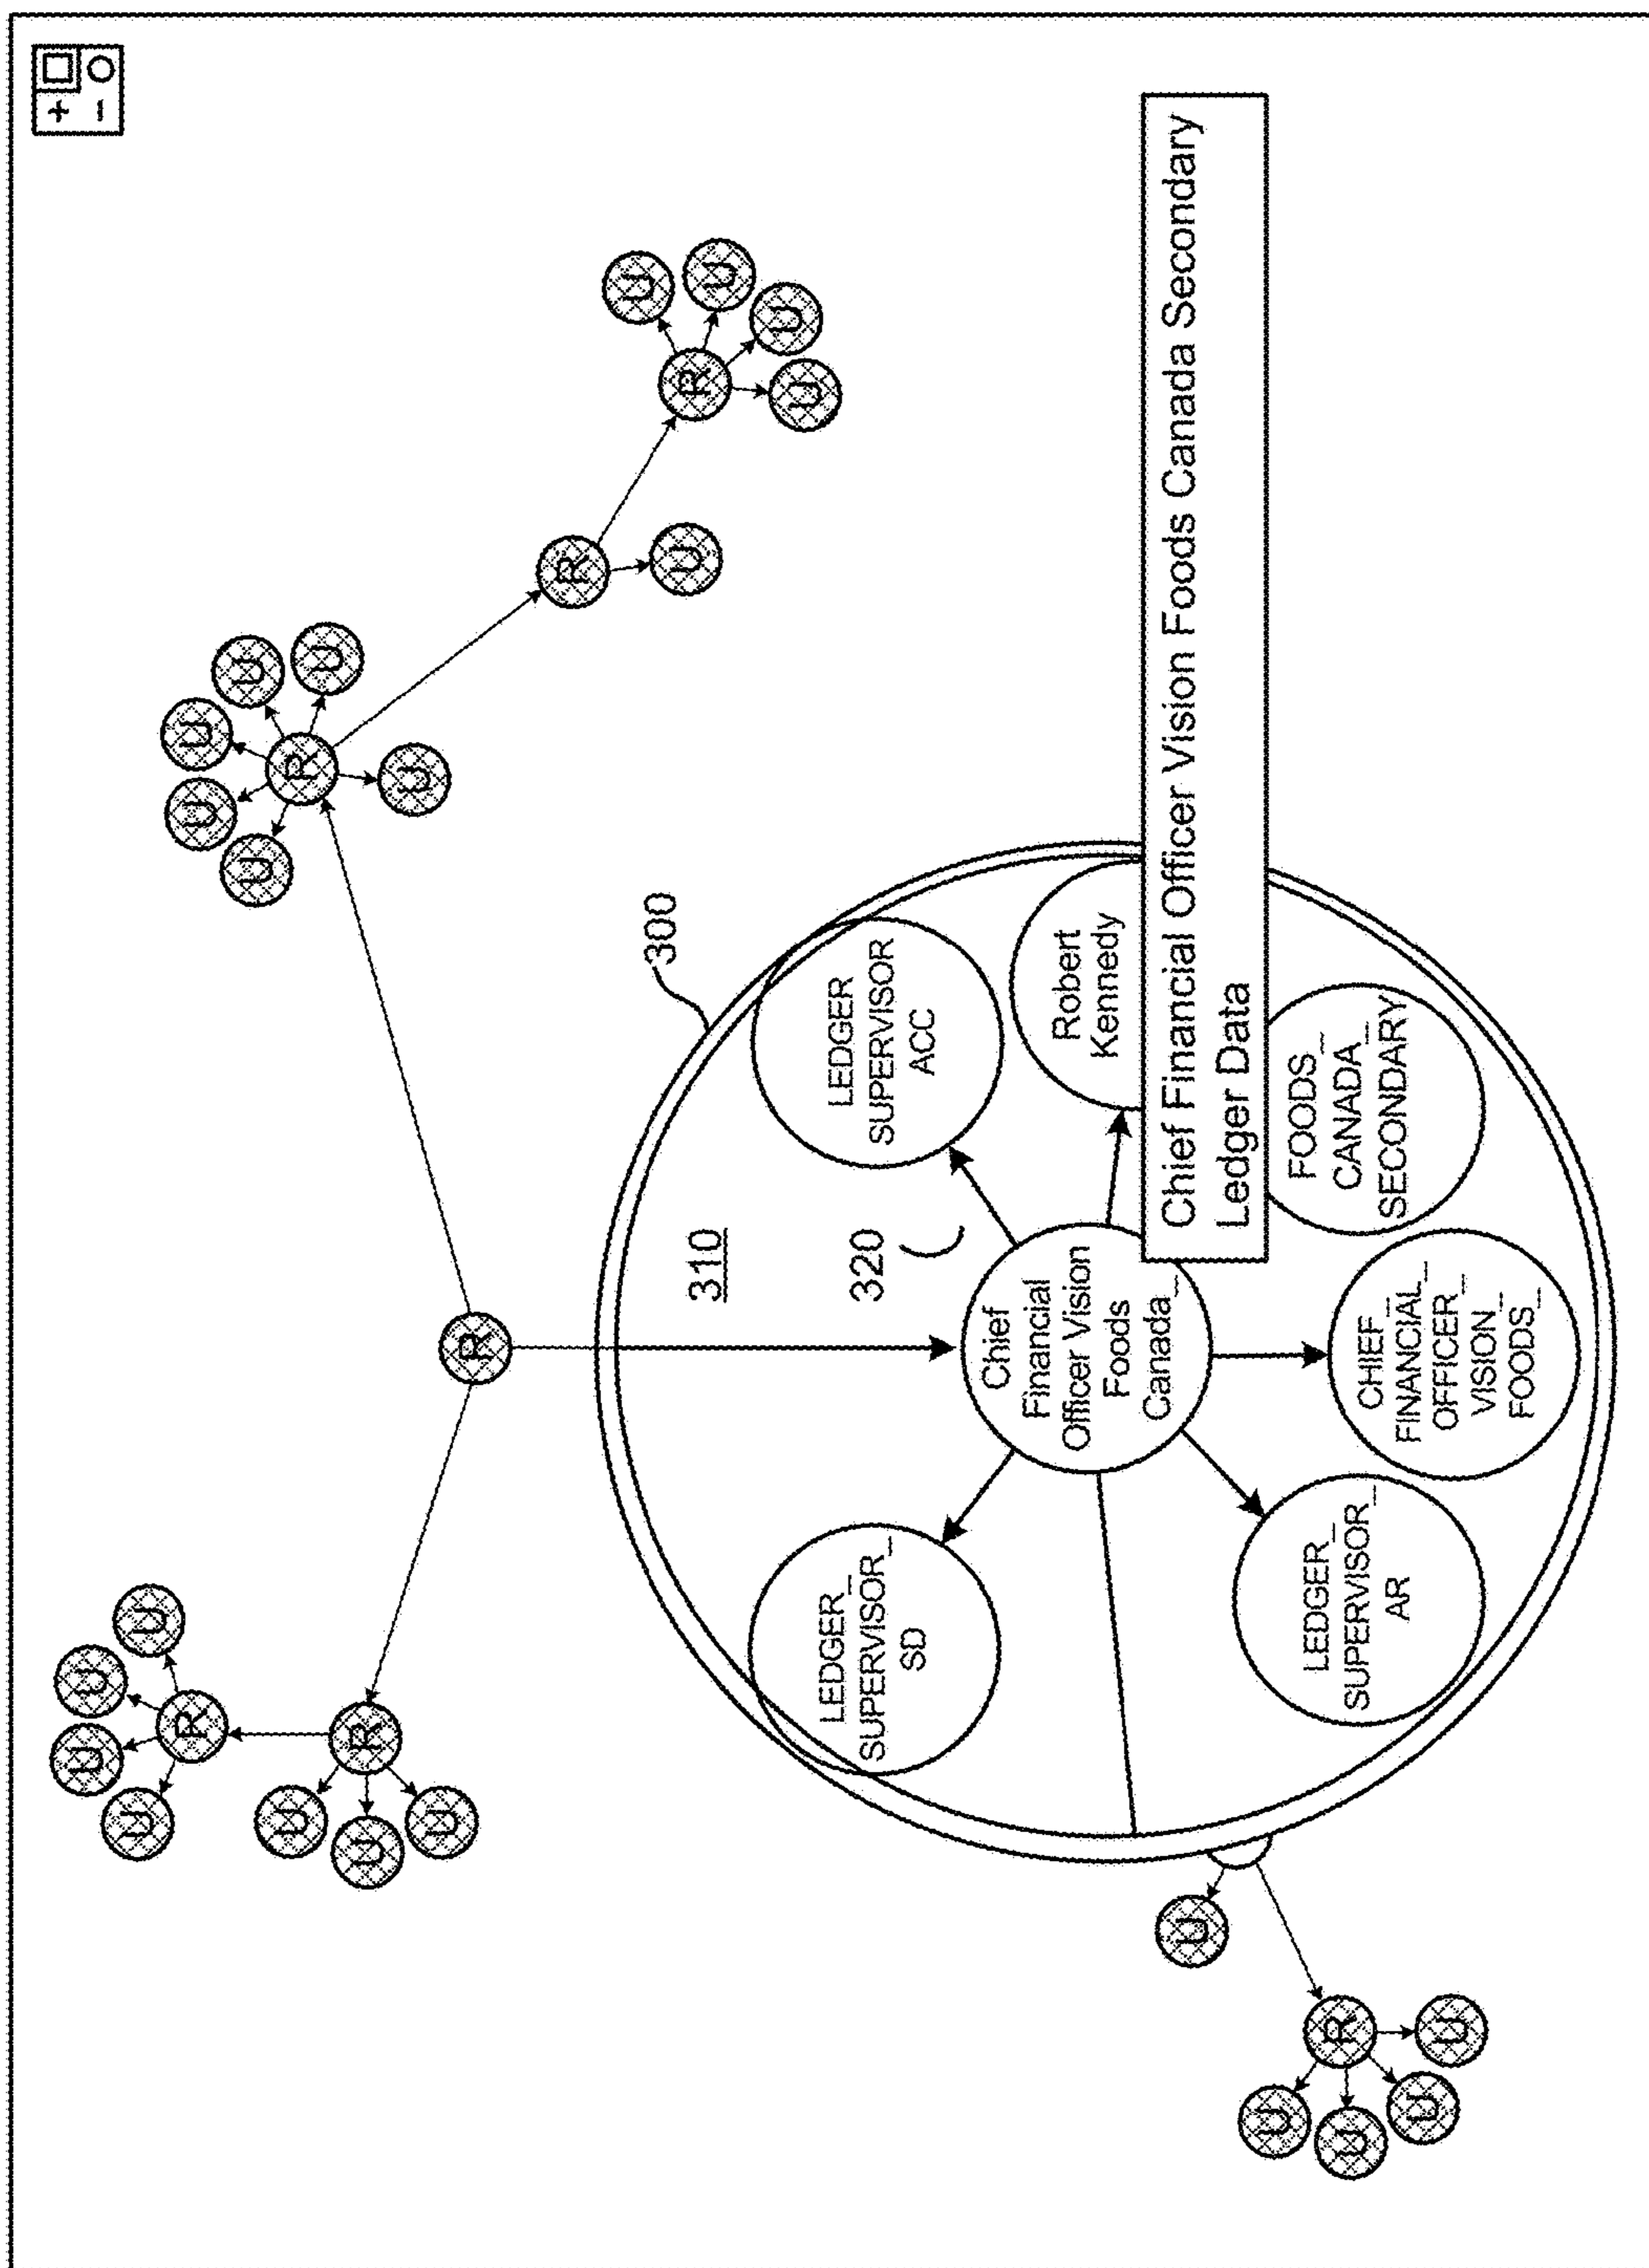 +
−
U
U
U
U
R
U
R
U
U
U
U
U
U
R
U
U
R
R
U
U
R
U
U
U
300
310
320
LEDGER_
SUPERVISOR_
SD
LEDGER
SUPERVISOR
ACC
Chief
Financial
Officer Vision
Foods
Canada_
Robert
Kennedy
Chief Financial Officer Vision Foods Canada Secondary
Ledger Data
U
R
U
U
U
U
LEDGER_
SUPERVISOR_
AR
CHIEF_
FINANCIAL_
OFFICER_
VISION_
FOODS_
FOODS_
CANADA_
SECONDARY